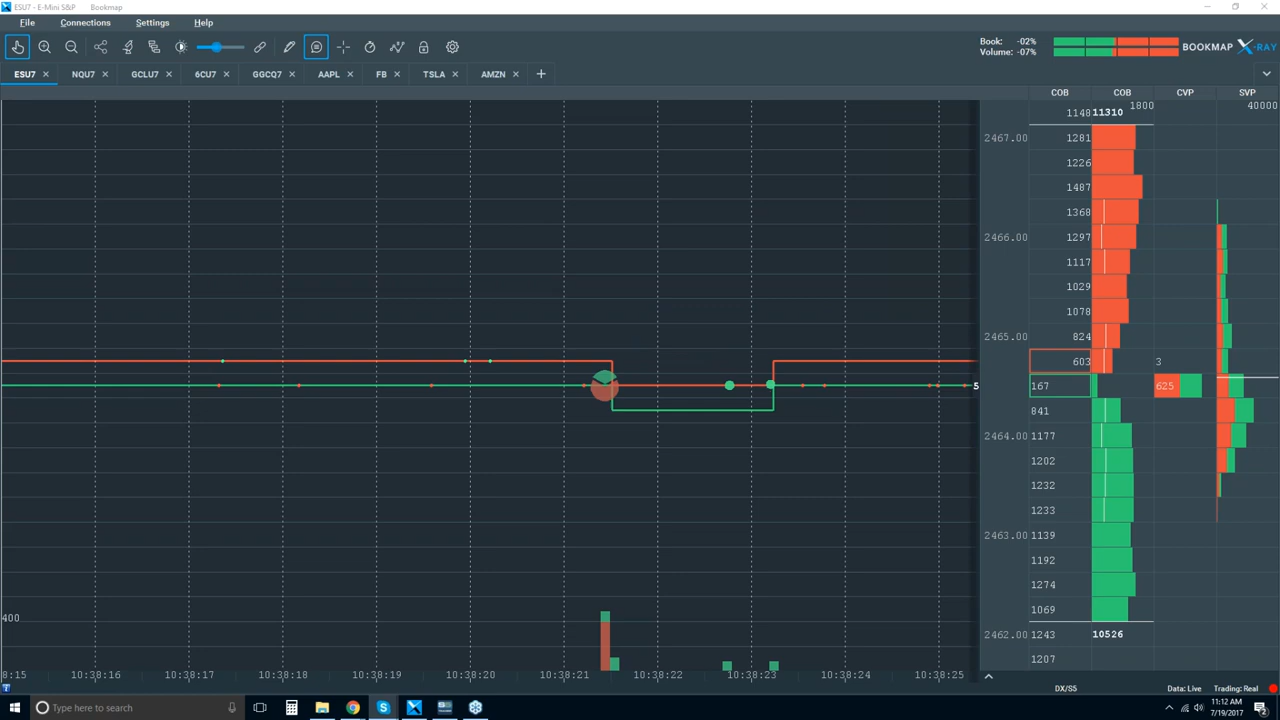 ESU7 - E-Mini S&P    Bookmap
File Connections Settings Help
Book: -02%
Volume: -07%
BOOKMAP X-RAY
ESU7 × NQU7 × GCLU7 × 6CU7 × GGCQ7 × AAPL × FB × TSLA × AMZN × +
COB COB CVP SVP
1140 11310 1800 40000
2467.00 1281
1226
1487
1368
2466.00 1297
1117
1029
1078
2465.00 824
603 3
5 167 625
841
2464.00 1177
1202
1232
1233
2463.00 1139
1192
1274
1069
400
2462.00 1243 10526
1207
8:15 10:38:16 10:38:17 10:38:18 10:38:19 10:38:20 10:38:21 10:38:22 10:38:23 10:38:24 10:38:25
DX/S5 Data: Live Trading: Real
Type here to search
11:12 AM
7/19/2017
2